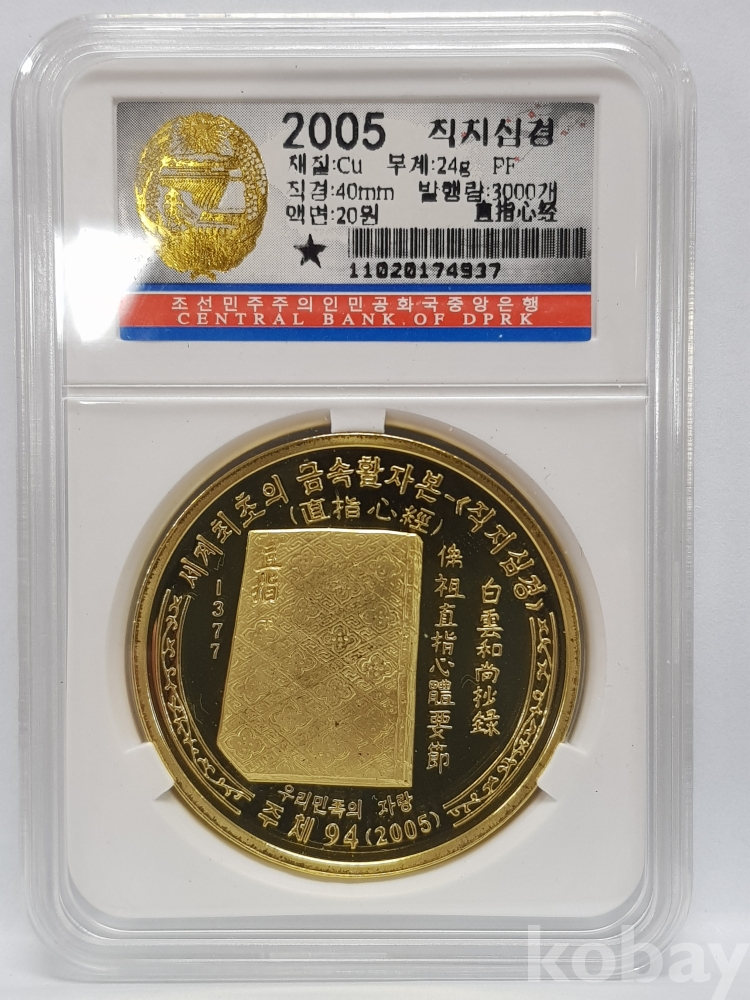 2005 직지심경
재질:Cu 무게:24g PF
직경:40mm 발행량:3000개
액면:20원 直指心经
11020174937
조선민주주의인민공화국중앙은행
CENTRAL BANK OF DPRK
세계최초의 금속활자본-《직지심경》
(直指心經)
直指
1377
白雲和尚抄錄
佛祖直指心體要節
우리민족의 자랑
주체94(2005)
kobay